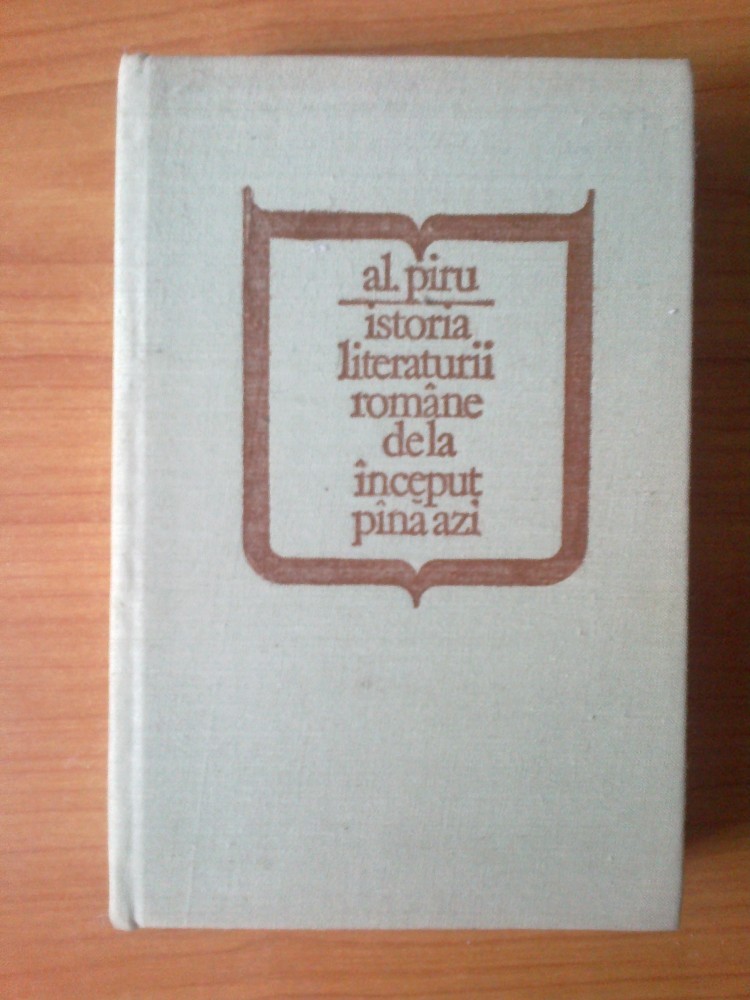 al. piru
istoria
literaturii
române
de la
început
pînă azi